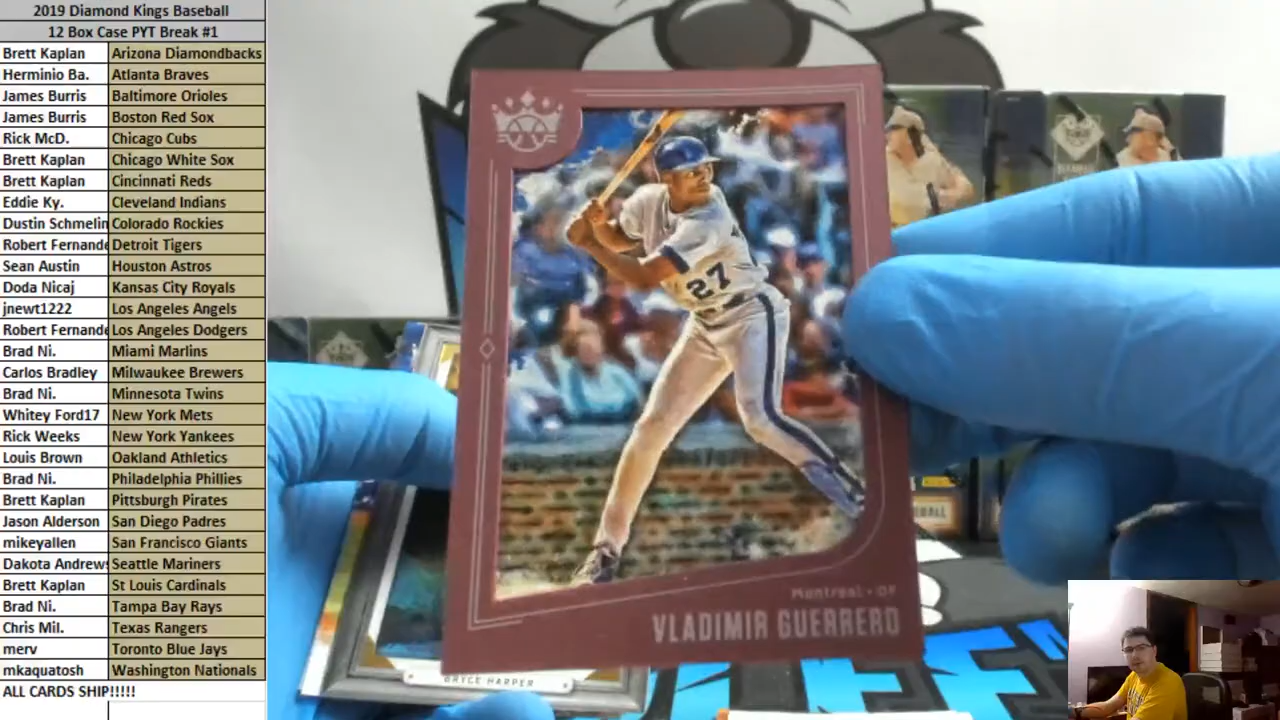 2019 Diamond Kings Baseball
12 Box Case PYT Break #1
Brett Kaplan Arizona Diamondbacks
Herminio Ba. Atlanta Braves
James Burris Baltimore Orioles
James Burris Boston Red Sox
Rick McD. Chicago Cubs
Brett Kaplan Chicago White Sox
Brett Kaplan Cincinnati Reds
Eddie Ky. Cleveland Indians
Dustin Schmelin Colorado Rockies
Robert Fernande Detroit Tigers
Sean Austin Houston Astros
Doda Nicaj Kansas City Royals
jnewt1222 Los Angeles Angels
Robert Fernande Los Angeles Dodgers
Brad Ni. Miami Marlins
Carlos Bradley Milwaukee Brewers
Brad Ni. Minnesota Twins
Whitey Ford17 New York Mets
Rick Weeks New York Yankees
Louis Brown Oakland Athletics
Brad Ni. Philadelphia Phillies
Brett Kaplan Pittsburgh Pirates
Jason Alderson San Diego Padres
mikeyallen San Francisco Giants
Dakota Andrews Seattle Mariners
Brett Kaplan St Louis Cardinals
Brad Ni. Tampa Bay Rays
Chris Mil. Texas Rangers
merv Toronto Blue Jays
mkaquatosh Washington Nationals
ALL CARDS SHIP!!!!!
27
Montreal • OF
VLADIMIR GUERRERO
BRYCE HARPER